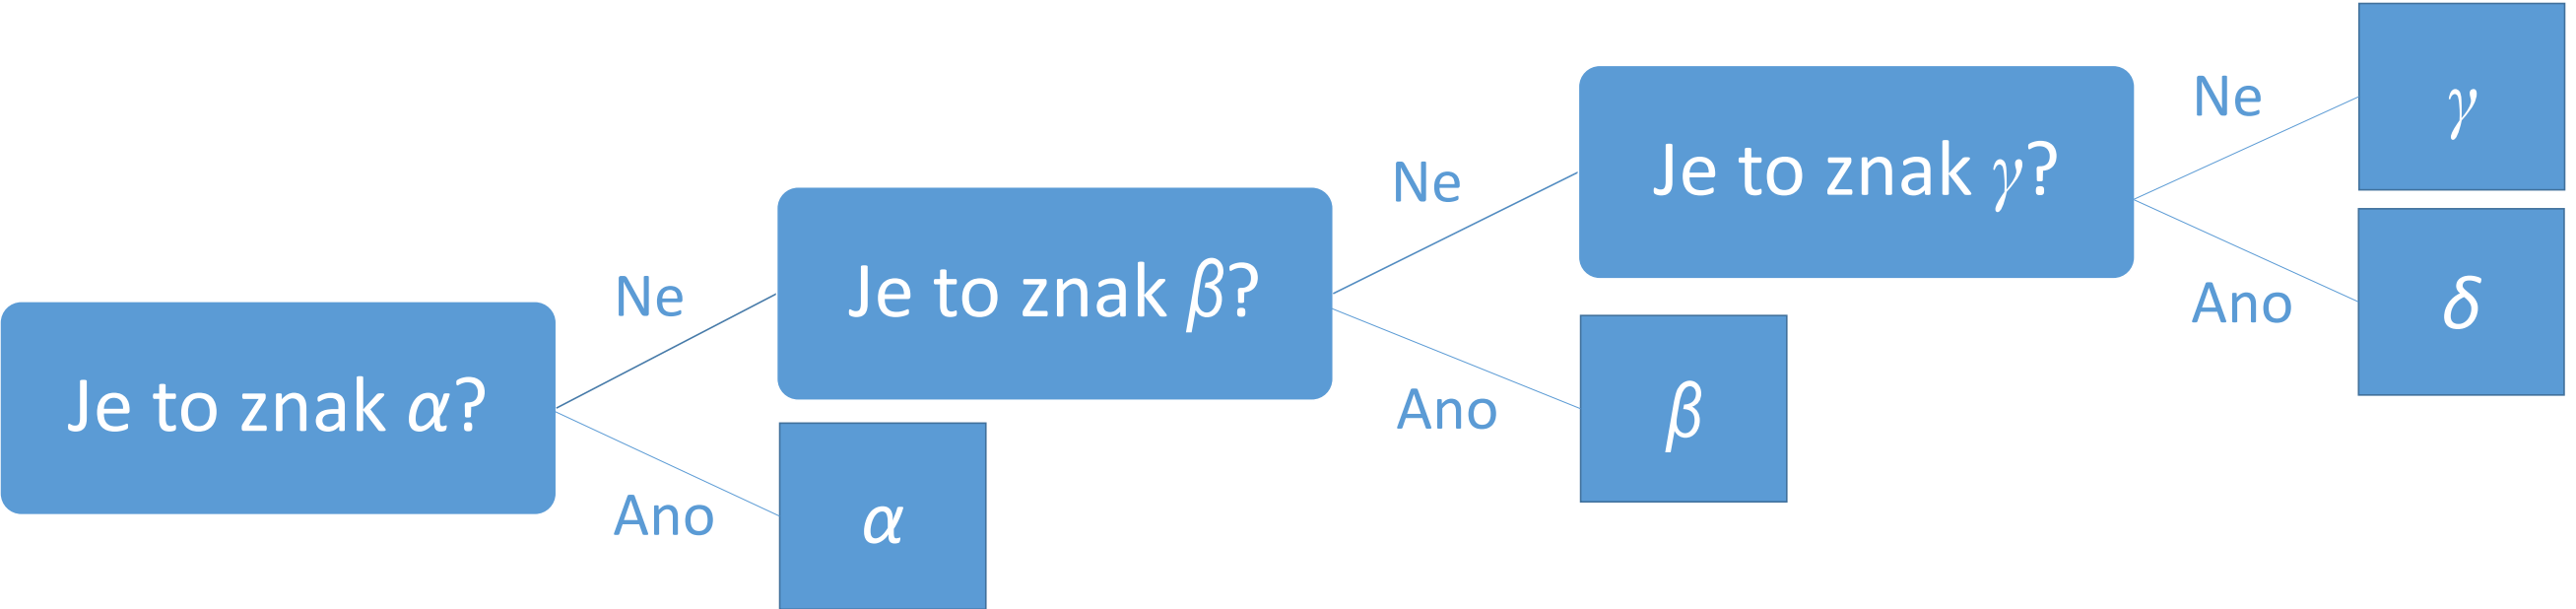 Je to znak α?
Ne
Ano
α
Je to znak β?
Ne
Ano
β
Je to znak γ?
Ne
Ano
γ
δ